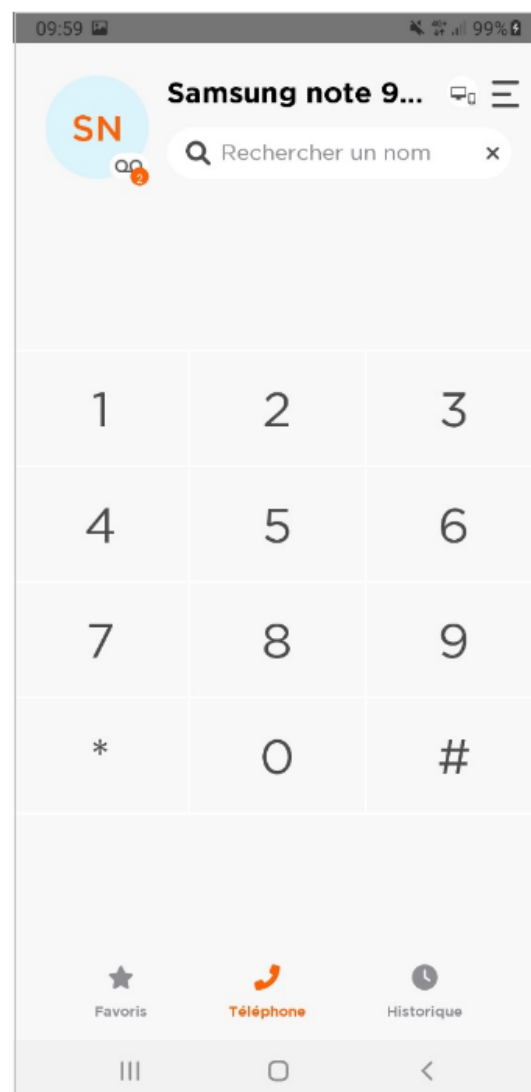 09:59 99%
Samsung note 9...
SN
Rechercher un nom ×
2
1 2 3
4 5 6
7 8 9
* 0 #
Favoris Téléphone Historique